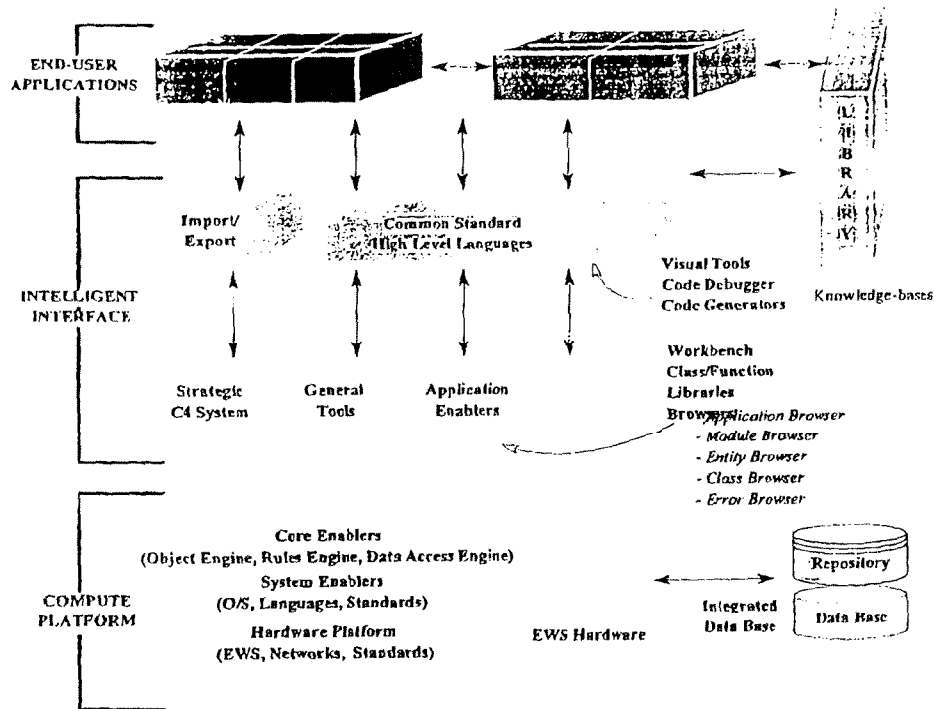 END-USER
APPLICATIONS
LIBRARY
Import/
Export
Common Standard
High Level Languages
INTELLIGENT
INTERFACE
Visual Tools
Code Debugger
Code Generators
Knowledge-bases
Strategic
C4 System
General
Tools
Application
Enablers
Workbench
Class/Function
Libraries
Browsers
- Application Browser
- Module Browser
- Entity Browser
- Class Browser
- Error Browser
COMPUTE
PLATFORM
Core Enablers
(Object Engine, Rules Engine, Data Access Engine)
System Enablers
(O/S, Languages, Standards)
Hardware Platform
(EWS, Networks, Standards)
EWS Hardware
Integrated
Data Base
Repository
Data Base